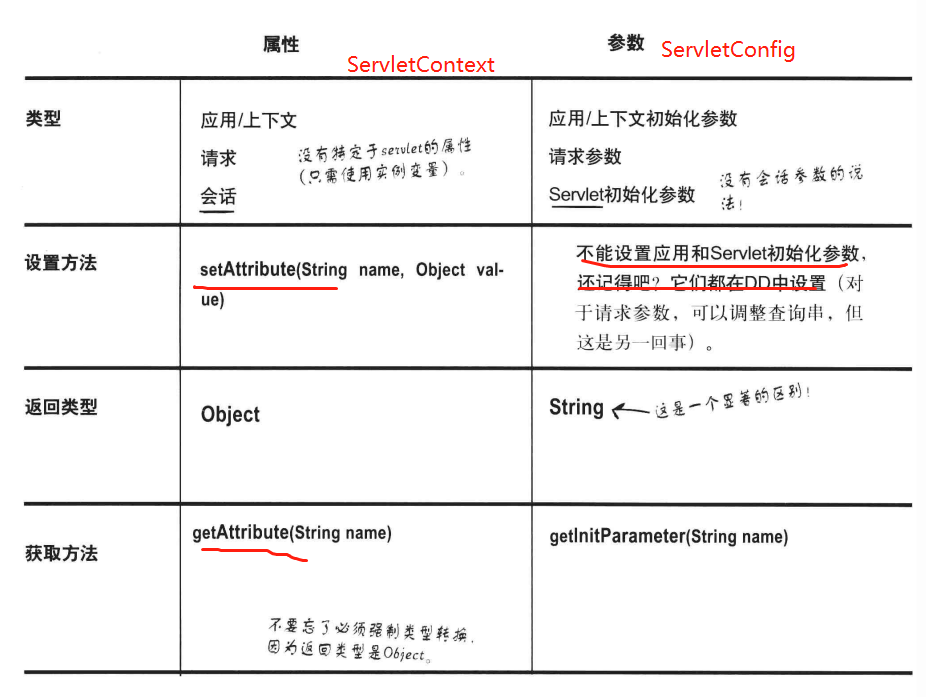 属性 参数
ServletContext ServletConfig
类型
应用/上下文
请求
会话
没有特定于servlet的属性
(只需使用实例变量)。
应用/上下文初始化参数
请求参数
Servlet初始化参数
没有会话参数的说
法!
设置方法
setAttribute(String name, Object val-
ue)
不能设置应用和Servlet初始化参数,
还记得吧?它们都在DD中设置(对
于请求参数,可以调整查询串,但
这是另一回事)。
返回类型
Object
String
这是一个显著的区别!
获取方法
getAttribute(String name)
不要忘了必须强制类型转换,
因为返回类型是Object。
getInitParameter(String name)